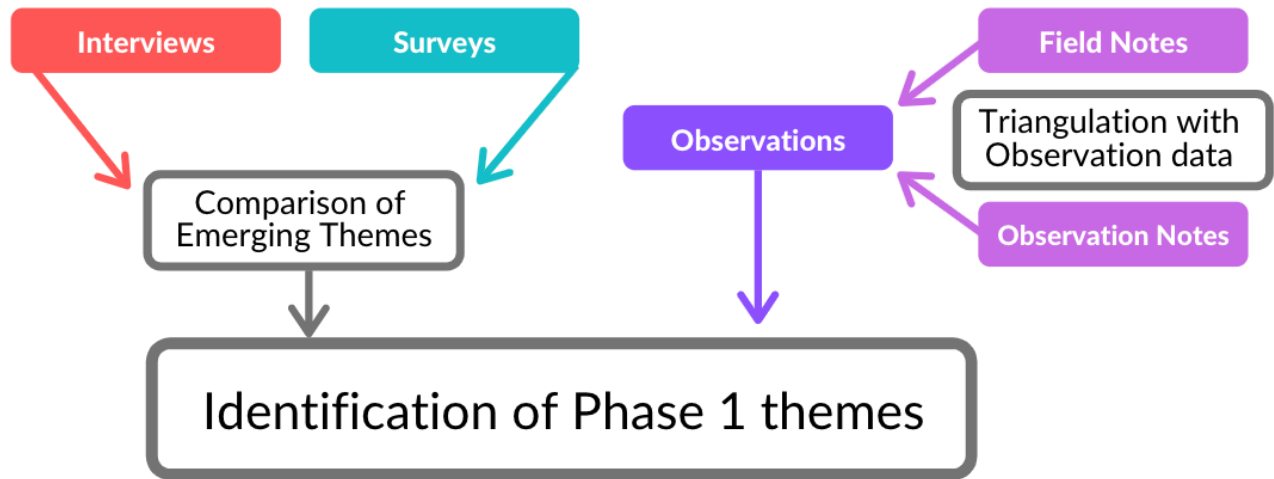 Interviews
Surveys
Field Notes
Triangulation with
Observation data
Observations
Comparison of
Emerging Themes
Observation Notes
Identification of Phase 1 themes